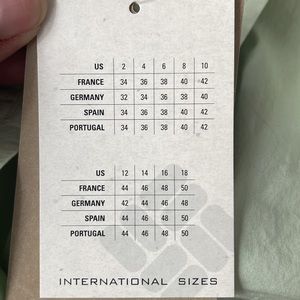 US 2 4 6 8 10
FRANCE 34 36 38 40 42
GERMANY 32 34 36 38 40
SPAIN 34 36 38 40 42
PORTUGAL 34 36 38 40 42
US 12 14 16 18
FRANCE 44 46 48 50
GERMANY 42 44 46 48
SPAIN 44 46 48 50
PORTUGAL 44 46 48 50
INTERNATIONAL SIZES